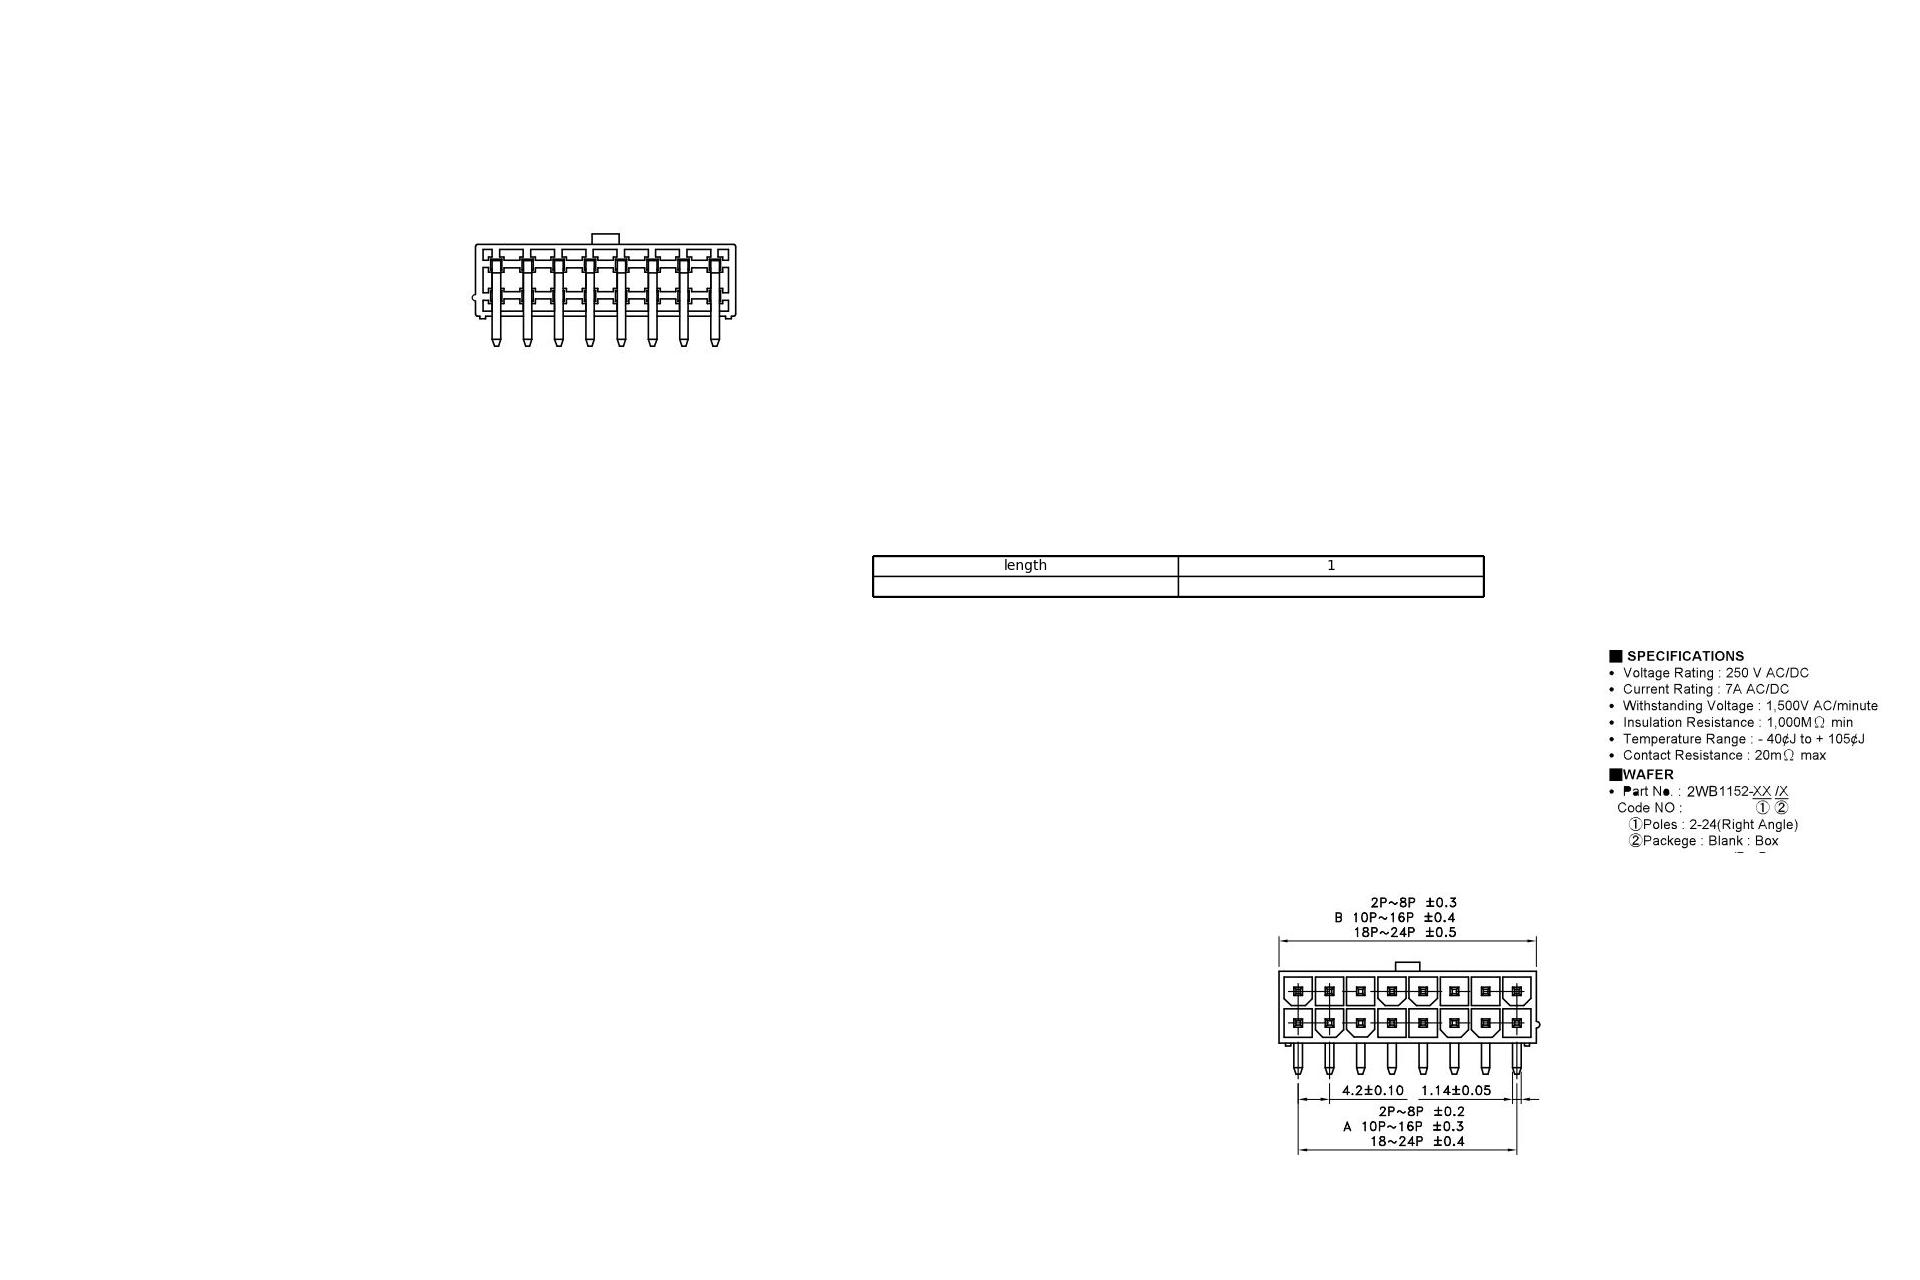 length 1
■ SPECIFICATIONS
• Voltage Rating : 250 V AC/DC
• Current Rating : 7A AC/DC
• Withstanding Voltage : 1,500V AC/minute
• Insulation Resistance : 1,000MΩ min
• Temperature Range : - 40¢J to + 105¢J
• Contact Resistance : 20mΩ max
■WAFER
• Part No. : 2WB1152-XX /X
Code NO : ① ②
①Poles : 2-24(Right Angle)
②Packege : Blank : Box
2P~8P ±0.3
B 10P~16P ±0.4
18P~24P ±0.5
4.2±0.10 1.14±0.05
2P~8P ±0.2
A 10P~16P ±0.3
18~24P ±0.4